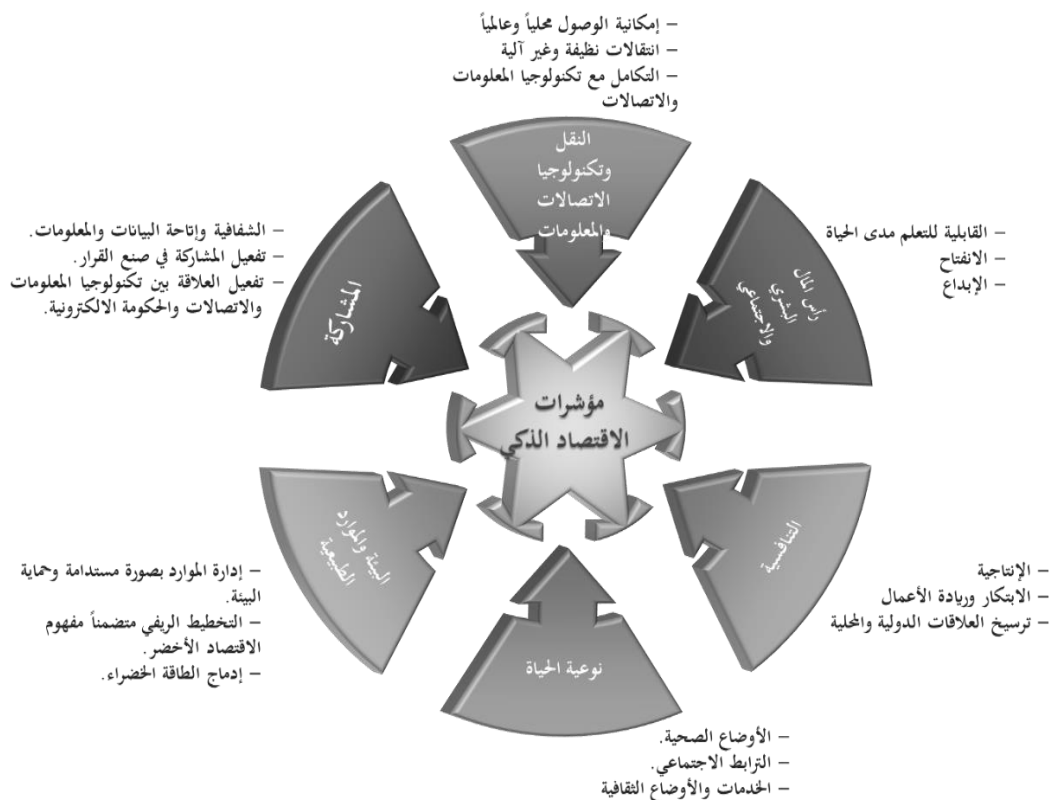 – إمكانية الوصول محلياً وعالمياً
– انتقالات نظيفة وغير آلية
– التكامل مع تكنولوجيا المعلومات
والاتصالات
النقل
وتكنولوجيا
الاتصالات
والمعلومات
– القابلية للتعلم مدى الحياة
– الانفتاح
– الإبداع
رأس المال
البشري
والاجتماعي
– الشفافية وإتاحة البيانات والمعلومات.
– تفعيل المشاركة في صنع القرار.
– تفعيل العلاقة بين تكنولوجيا المعلومات
والاتصالات والحكومة الالكترونية.
المشاركة
مؤشرات
الاقتصاد الذكي
التنافسية
– الإنتاجية
– الابتكار وريادة الأعمال
– ترسيخ العلاقات الدولية والمحلية
البيئة والموارد
الطبيعية
– إدارة الموارد بصورة مستدامة وحماية
البيئة.
– التخطيط الريفي متضمناً مفهوم
الاقتصاد الأخضر.
– إدماج الطاقة الخضراء.
نوعية الحياة
– الأوضاع الصحية.
– الترابط الاجتماعي.
– الخدمات والأوضاع الثقافية